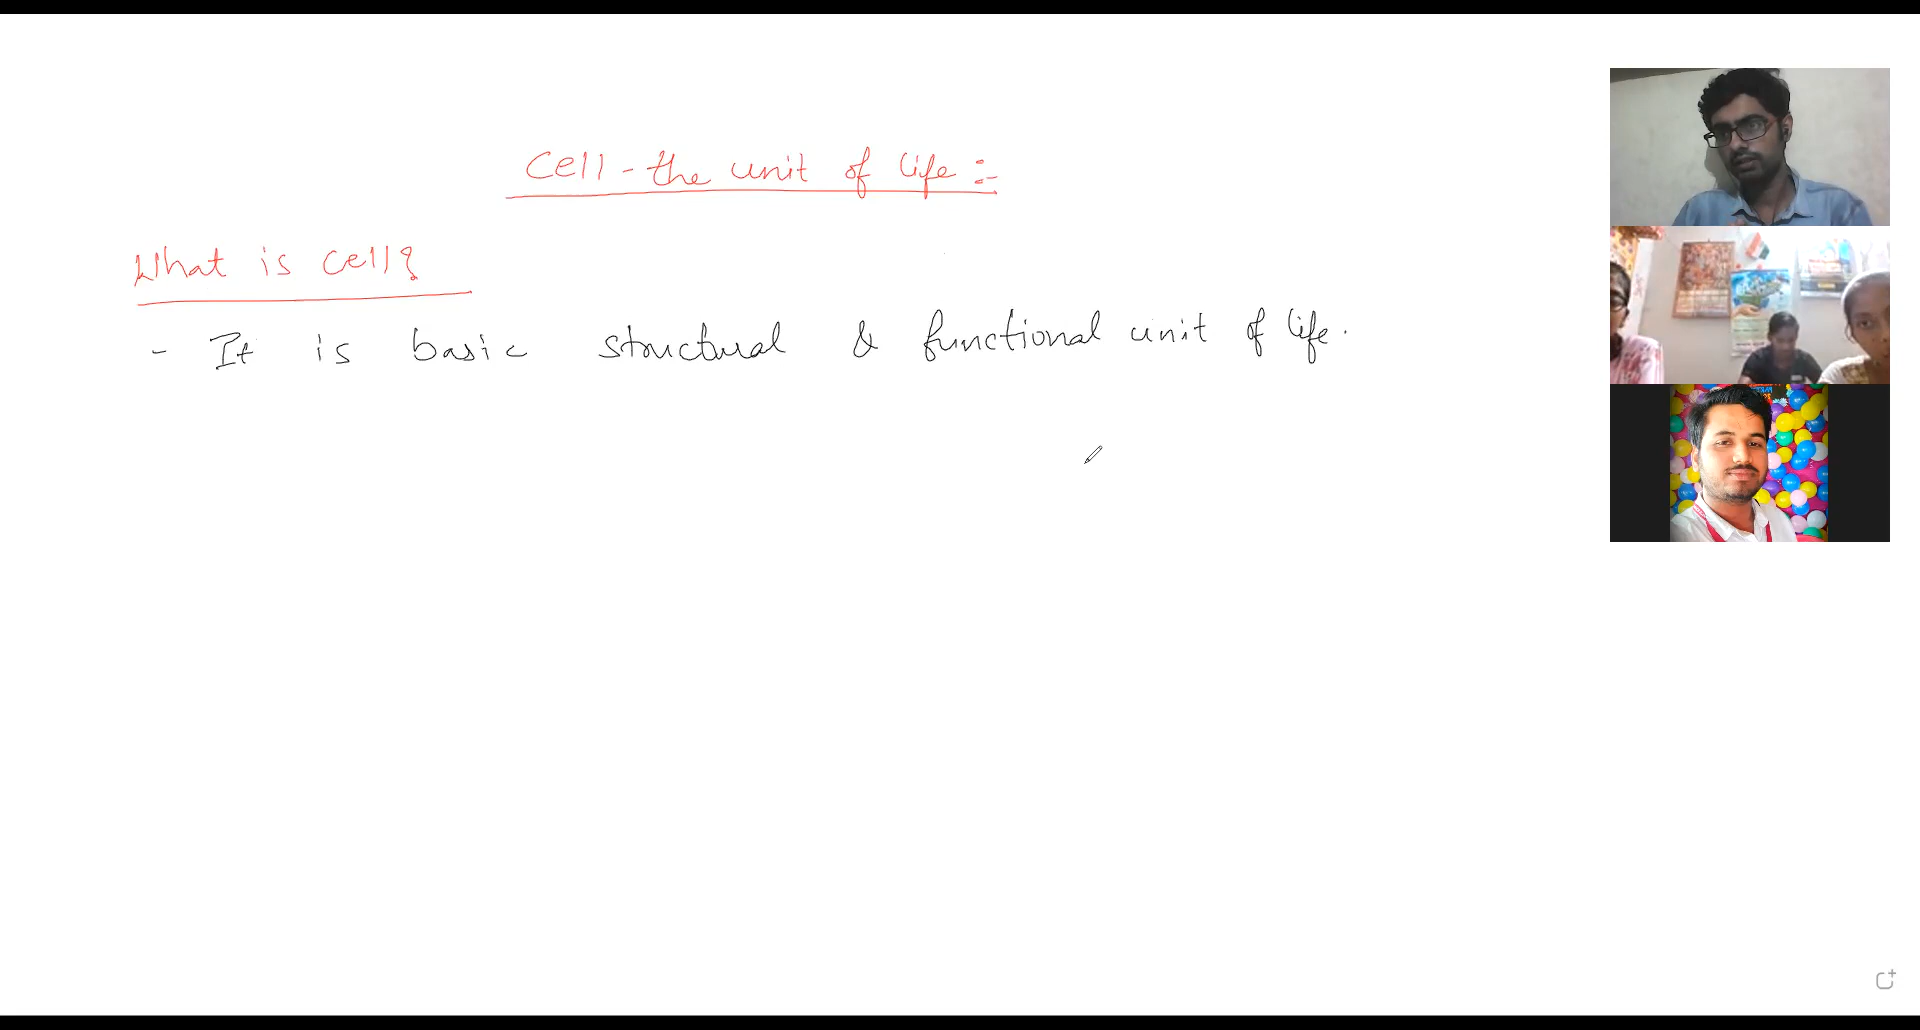 Cell - the unit of life :-
What is cell?
- It is basic structural & functional unit of life.